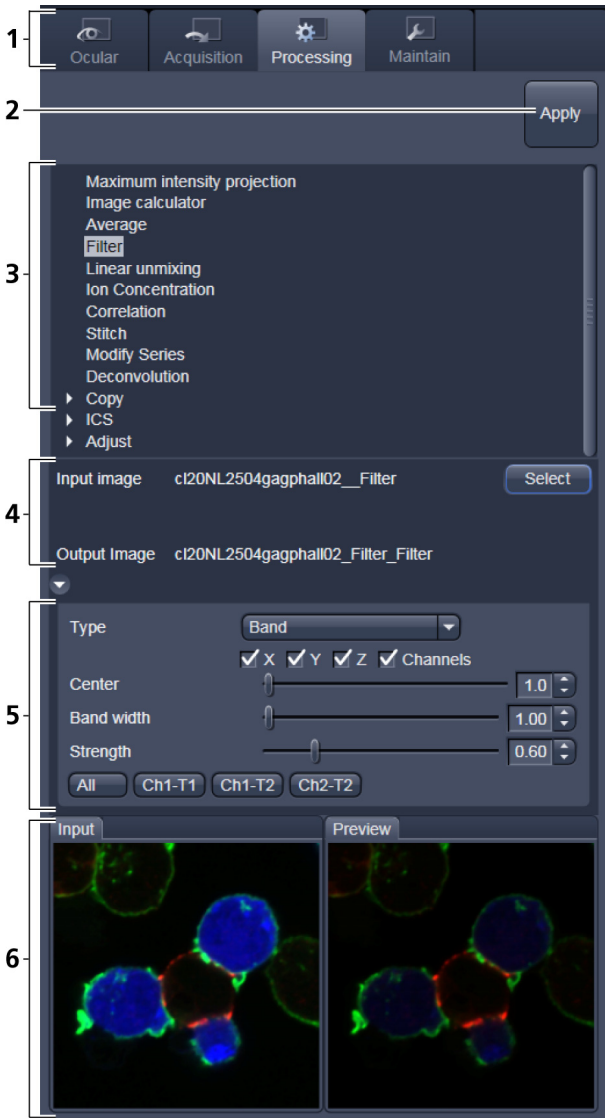 1
Ocular Acquisition Processing Maintain
2
Apply
3
Maximum intensity projection
Image calculator
Average
Filter
Linear unmixing
Ion Concentration
Correlation
Stitch
Modify Series
Deconvolution
Copy
ICS
Adjust
4
Input image cl20NL2504gagphall02__Filter Select
Output Image cl20NL2504gagphall02_Filter_Filter
5
Type Band
X Y Z Channels
Center 1.0
Band width 1.00
Strength 0.60
All Ch1-T1 Ch1-T2 Ch2-T2
6
Input Preview